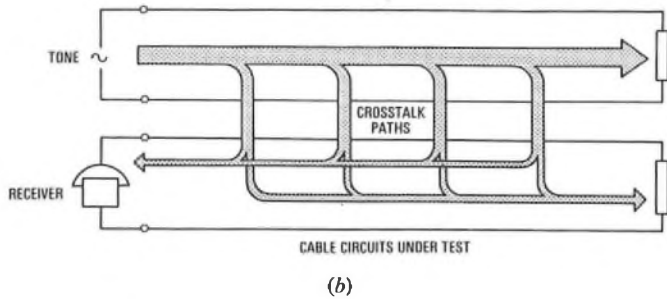 TONE ~
CROSSTALK
PATHS
RECEIVER
CABLE CIRCUITS UNDER TEST
(b)